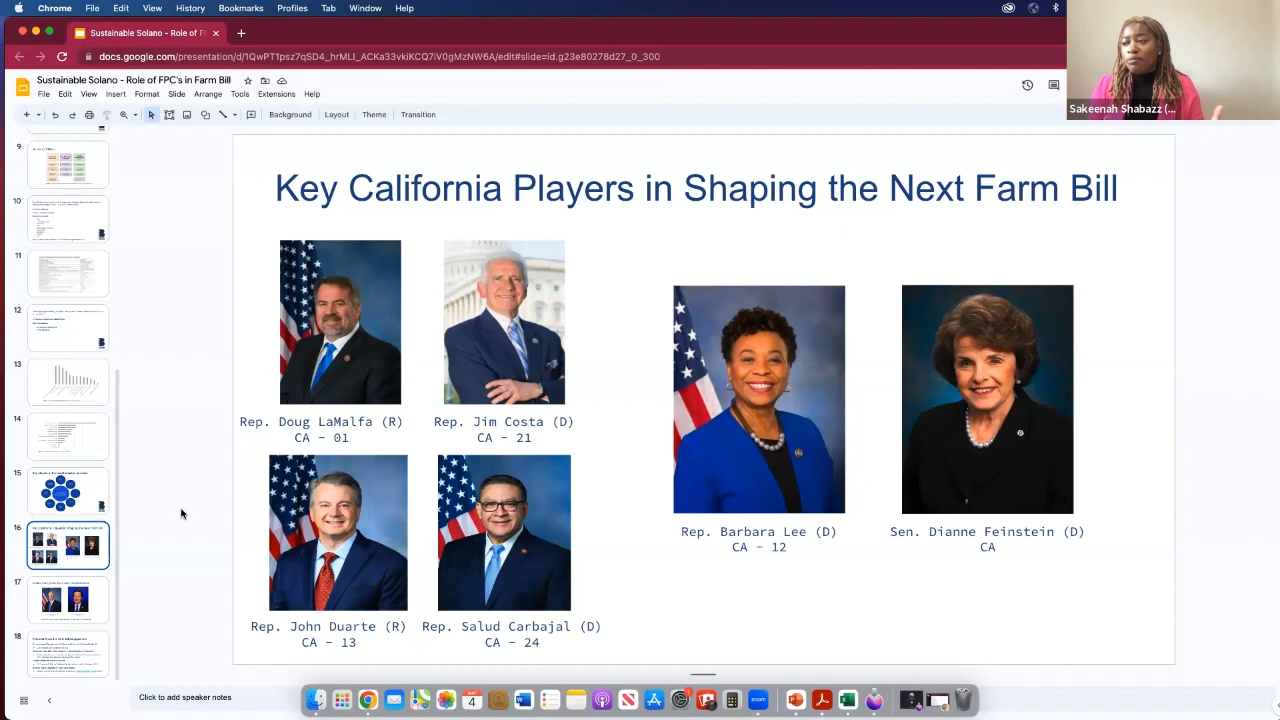 Chrome File Edit View History Bookmarks Profiles Tab Window Help
Sustainable Solano - Role of F
docs.google.com/presentation/d/1QwPT1psz7qSD4_hrMLI_ACKa33vkiKCQ7iV0gMzNW6A/edit#slide=id.g23e80278d27_0_300
Sustainable Solano - Role of FPC's in Farm Bill
File Edit View Insert Format Slide Arrange Tools Extensions Help
Background Layout Theme Transition
Sakeenah Shabazz (...
9
10
11
12
13
14
15
16
17
18
Key California Players in Shaping the Next Farm Bill
Rep. Doug LaMalfa (R)
CA - 01
Rep. Jim Costa (D)
CA - 21
Rep. Barbara Lee (D)
CA - 12
Sen. Dianne Feinstein (D)
CA
Rep. John Duarte (R)
Rep. Salud Carbajal (D)
24
Click to add speaker notes
MAY
4
zoom